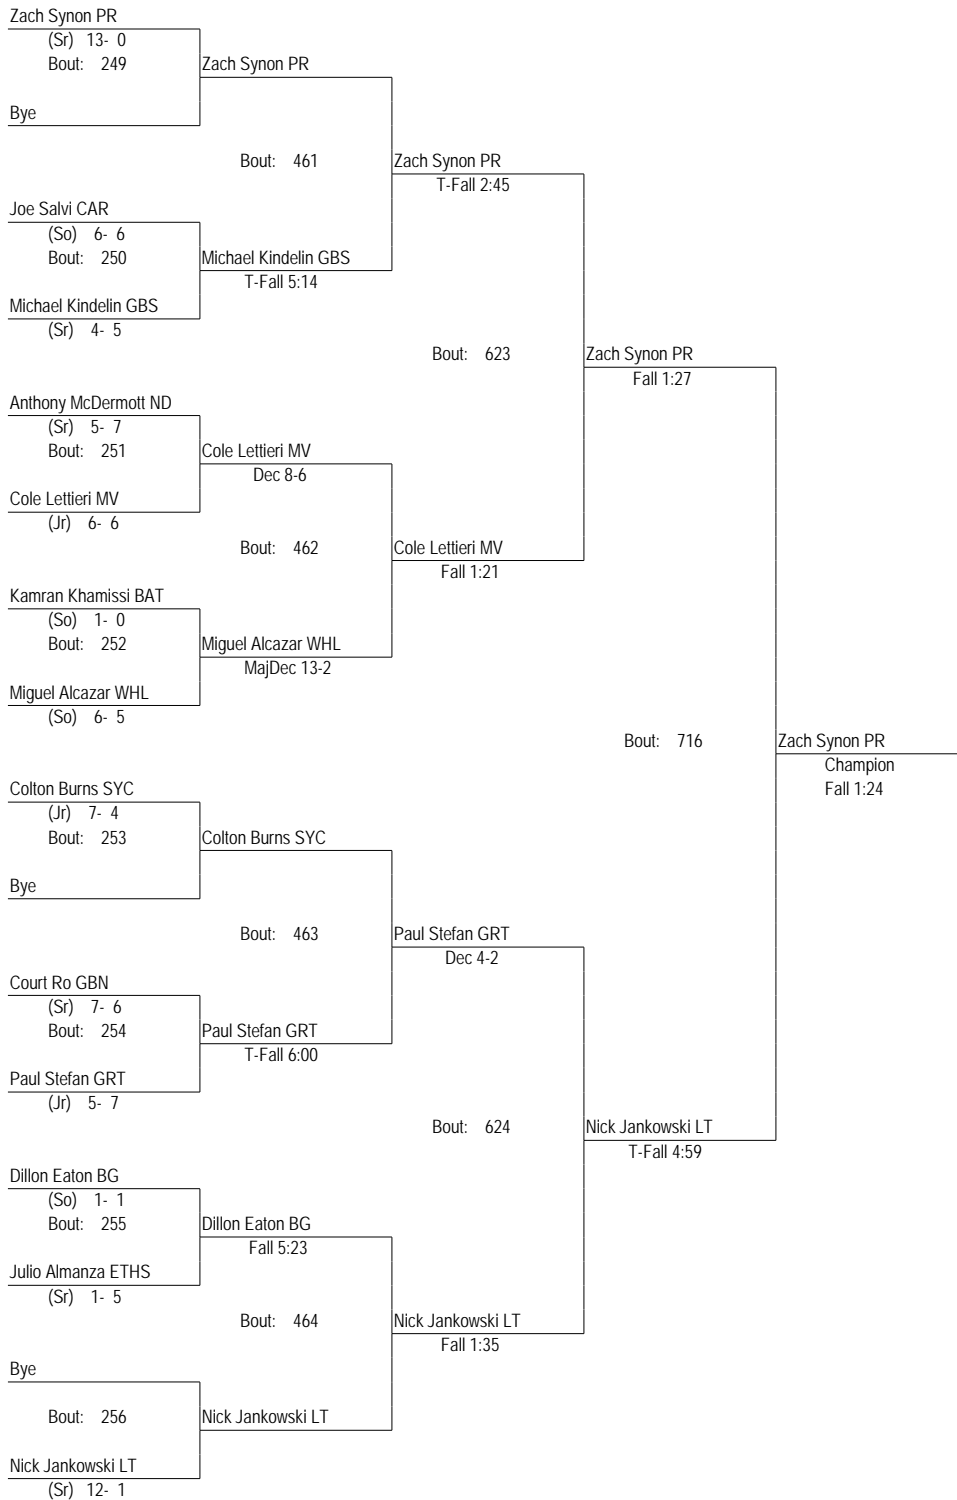 Zach Synon PR
(Sr) 13- 0
Bout: 249
Zach Synon PR
Bye
Bout: 461
Zach Synon PR
T-Fall 2:45
Joe Salvi CAR
(So) 6- 6
Bout: 250
Michael Kindelin GBS
T-Fall 5:14
Michael Kindelin GBS
(Sr) 4- 5
Bout: 623
Zach Synon PR
Fall 1:27
Anthony McDermott ND
(Sr) 5- 7
Bout: 251
Cole Lettieri MV
Dec 8-6
Cole Lettieri MV
(Jr) 6- 6
Bout: 462
Cole Lettieri MV
Fall 1:21
Kamran Khamissi BAT
(So) 1- 0
Bout: 252
Miguel Alcazar WHL
MajDec 13-2
Miguel Alcazar WHL
(So) 6- 5
Bout: 716
Zach Synon PR
Champion
Fall 1:24
Colton Burns SYC
(Jr) 7- 4
Bout: 253
Colton Burns SYC
Bye
Bout: 463
Paul Stefan GRT
Dec 4-2
Court Ro GBN
(Sr) 7- 6
Bout: 254
Paul Stefan GRT
T-Fall 6:00
Paul Stefan GRT
(Jr) 5- 7
Bout: 624
Nick Jankowski LT
T-Fall 4:59
Dillon Eaton BG
(So) 1- 1
Bout: 255
Dillon Eaton BG
Fall 5:23
Julio Almanza ETHS
(Sr) 1- 5
Bout: 464
Nick Jankowski LT
Fall 1:35
Bye
Bout: 256
Nick Jankowski LT
Nick Jankowski LT
(Sr) 12- 1